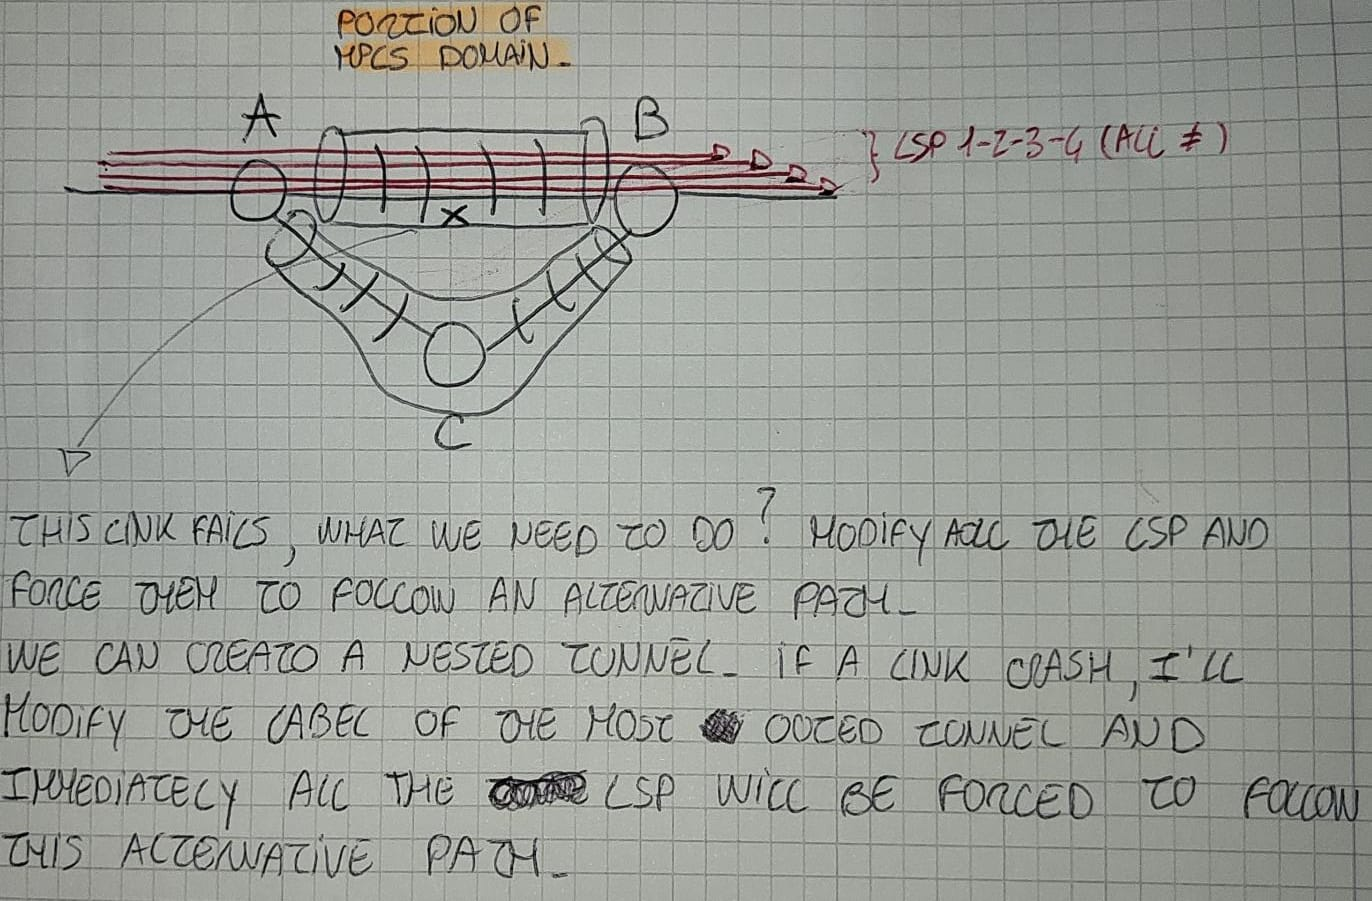 PORTION OF
MPLS DOMAIN.
A
B
} LSP 1-2-3-4 (ALL ≠)
X
C
THIS LINK FAILS, WHAT WE NEED TO DO? MODIFY ALL THE LSP AND
FORCE THEM TO FOLLOW AN ALTERNATIVE PATH.
WE CAN CREATO A NESTED TUNNEL. IF A LINK CRASH, I'LL
MODIFY THE LABEL OF THE MOST OUTED TUNNEL AND
IMMEDIATELY ALL THE LSP WILL BE FORCED TO FOLLOW
THIS ALTERNATIVE PATH.